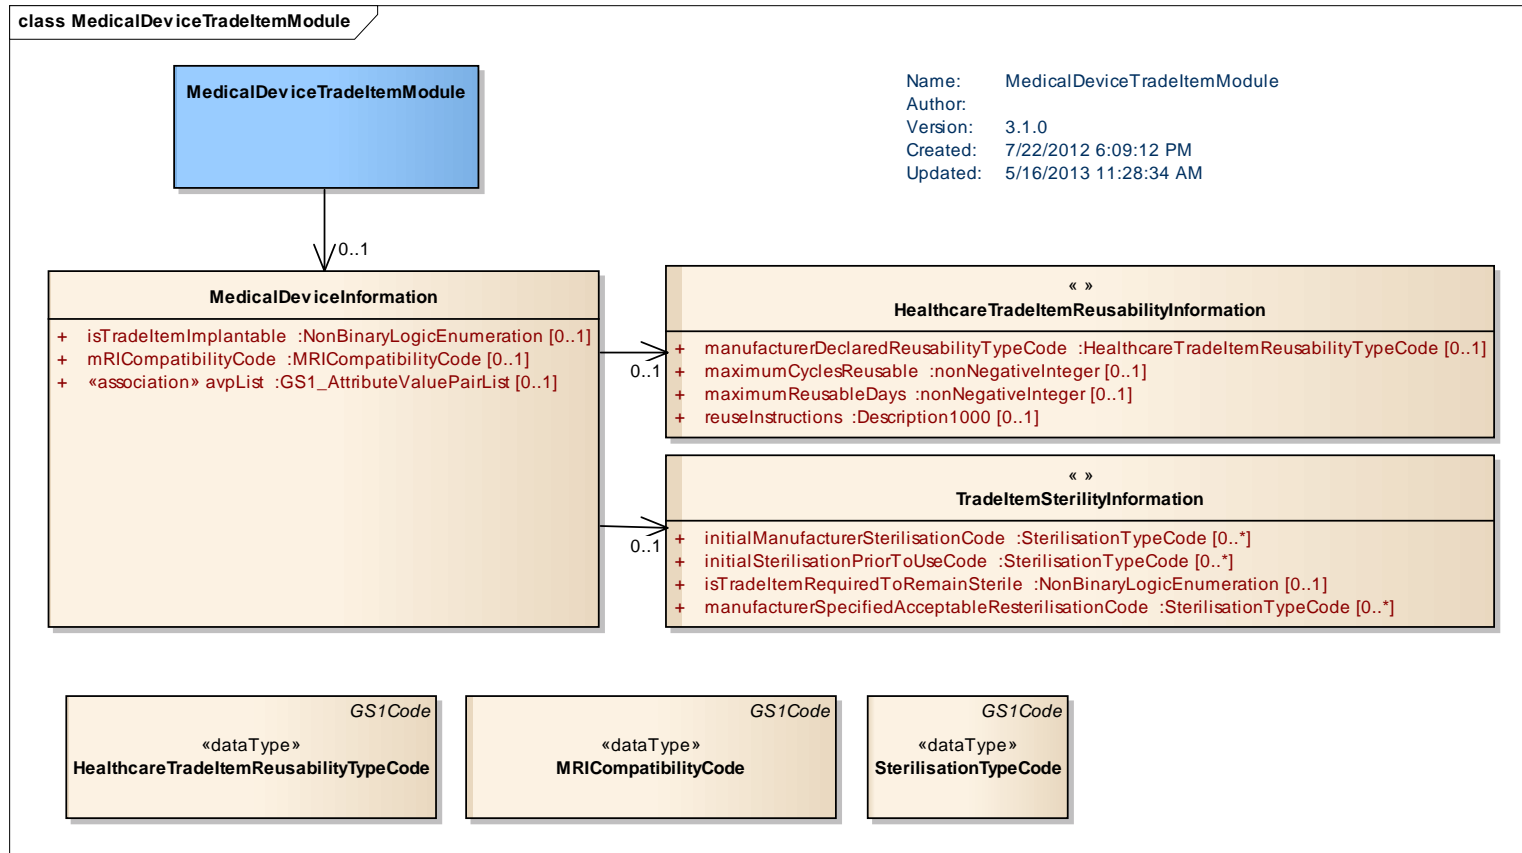 class MedicalDeviceTradeItemModule
MedicalDeviceTradeItemModule
Name: MedicalDeviceTradeItemModule
Author:
Version: 3.1.0
Created: 7/22/2012 6:09:12 PM
Updated: 5/16/2013 11:28:34 AM
0..1
MedicalDeviceInformation
+ isTradeItemImplantable :NonBinaryLogicEnumeration [0..1]
+ mRICompatibilityCode :MRICompatibilityCode [0..1]
+ «association» avpList :GS1_AttributeValuePairList [0..1]
0..1
« »
HealthcareTradeItemReusabilityInformation
+ manufacturerDeclaredReusabilityTypeCode :HealthcareTradeItemReusabilityTypeCode [0..1]
+ maximumCyclesReusable :nonNegativeInteger [0..1]
+ maximumReusableDays :nonNegativeInteger [0..1]
+ reuseInstructions :Description1000 [0..1]
0..1
« »
TradeItemSterilityInformation
+ initialManufacturerSterilisationCode :SterilisationTypeCode [0..*]
+ initialSterilisationPriorToUseCode :SterilisationTypeCode [0..*]
+ isTradeItemRequiredToRemainSterile :NonBinaryLogicEnumeration [0..1]
+ manufacturerSpecifiedAcceptableResterilisationCode :SterilisationTypeCode [0..*]
GS1Code
«dataType»
HealthcareTradeItemReusabilityTypeCode
GS1Code
«dataType»
MRICompatibilityCode
GS1Code
«dataType»
SterilisationTypeCode